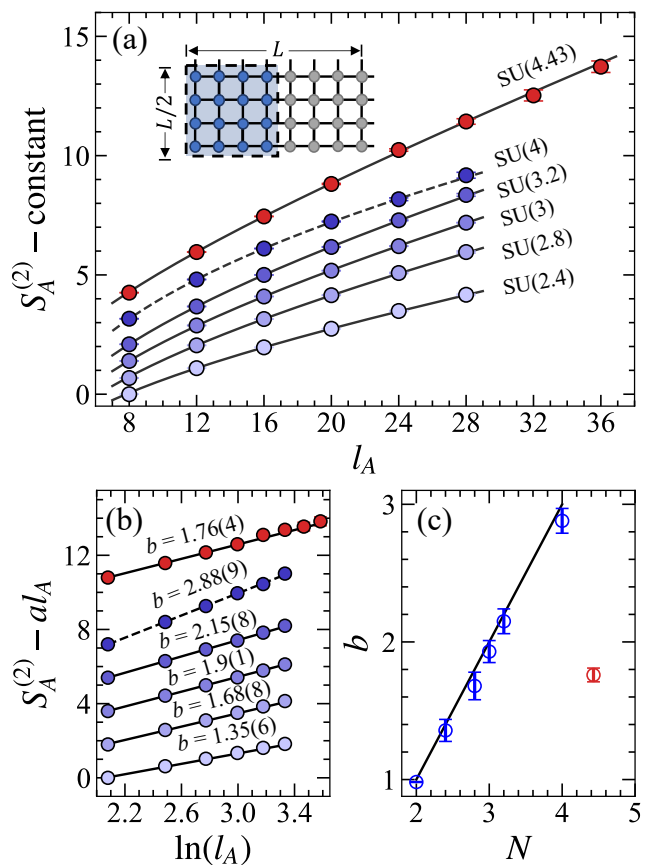 (a)
L
L/2
SU(4.43)
SU(4)
SU(3.2)
SU(3)
SU(2.8)
SU(2.4)
S_A^{(2)} − constant
15
10
5
0
8 12 16 20 24 28 32 36
l_A
(b)
b = 1.76(4)
b = 2.88(9)
b = 2.15(8)
b = 1.9(1)
b = 1.68(8)
b = 1.35(6)
S_A^{(2)} − al_A
12
8
4
0
2.2 2.6 3.0 3.4
ln(l_A)
(c)
b
3
2
1
2 3 4 5
N